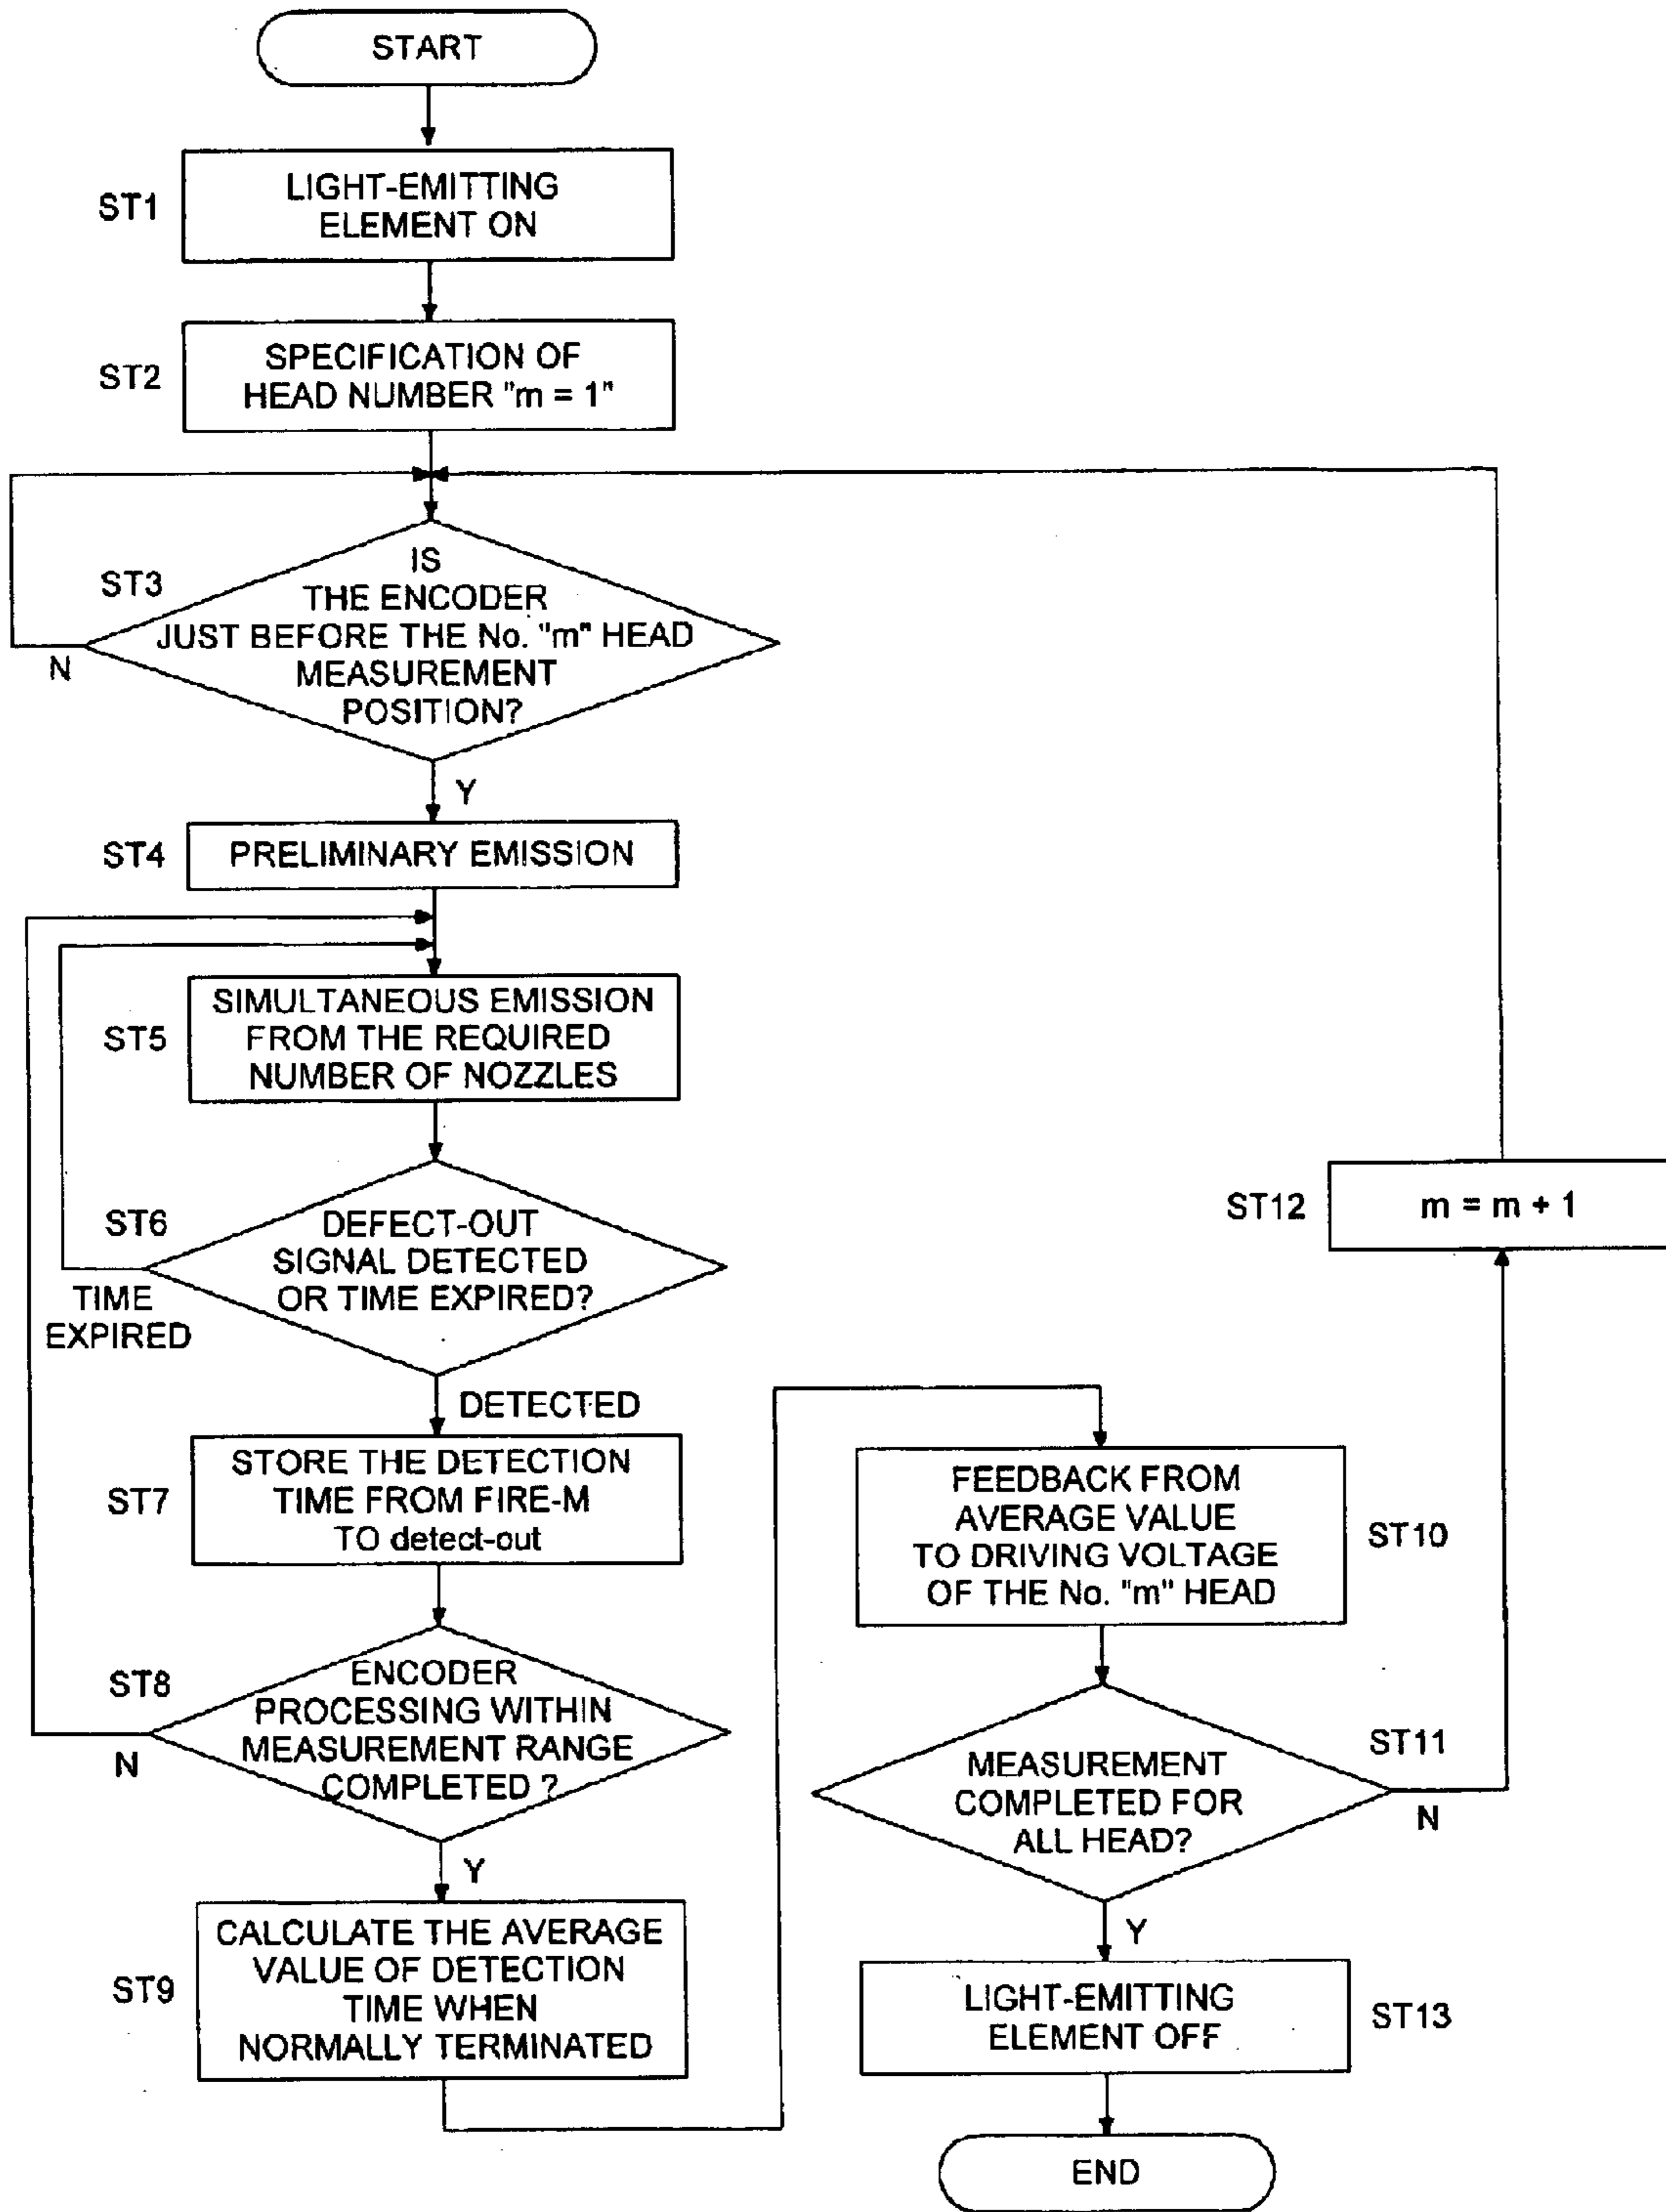 START
ST1
LIGHT-EMITTING
ELEMENT ON
ST2
SPECIFICATION OF
HEAD NUMBER "m = 1"
ST3
IS
THE ENCODER
JUST BEFORE THE No. "m" HEAD
MEASUREMENT
POSITION?
N
Y
ST4
PRELIMINARY EMISSION
ST5
SIMULTANEOUS EMISSION
FROM THE REQUIRED
NUMBER OF NOZZLES
ST6
DEFECT-OUT
SIGNAL DETECTED
OR TIME EXPIRED?
TIME
EXPIRED
DETECTED
ST7
STORE THE DETECTION
TIME FROM FIRE-M
TO detect-out
ST8
ENCODER
PROCESSING WITHIN
MEASUREMENT RANGE
COMPLETED ?
N
Y
ST9
CALCULATE THE AVERAGE
VALUE OF DETECTION
TIME WHEN
NORMALLY TERMINATED
FEEDBACK FROM
AVERAGE VALUE
TO DRIVING VOLTAGE
OF THE No. "m" HEAD
ST10
MEASUREMENT
COMPLETED FOR
ALL HEAD?
ST11
N
ST12
m = m + 1
Y
LIGHT-EMITTING
ELEMENT OFF
ST13
END